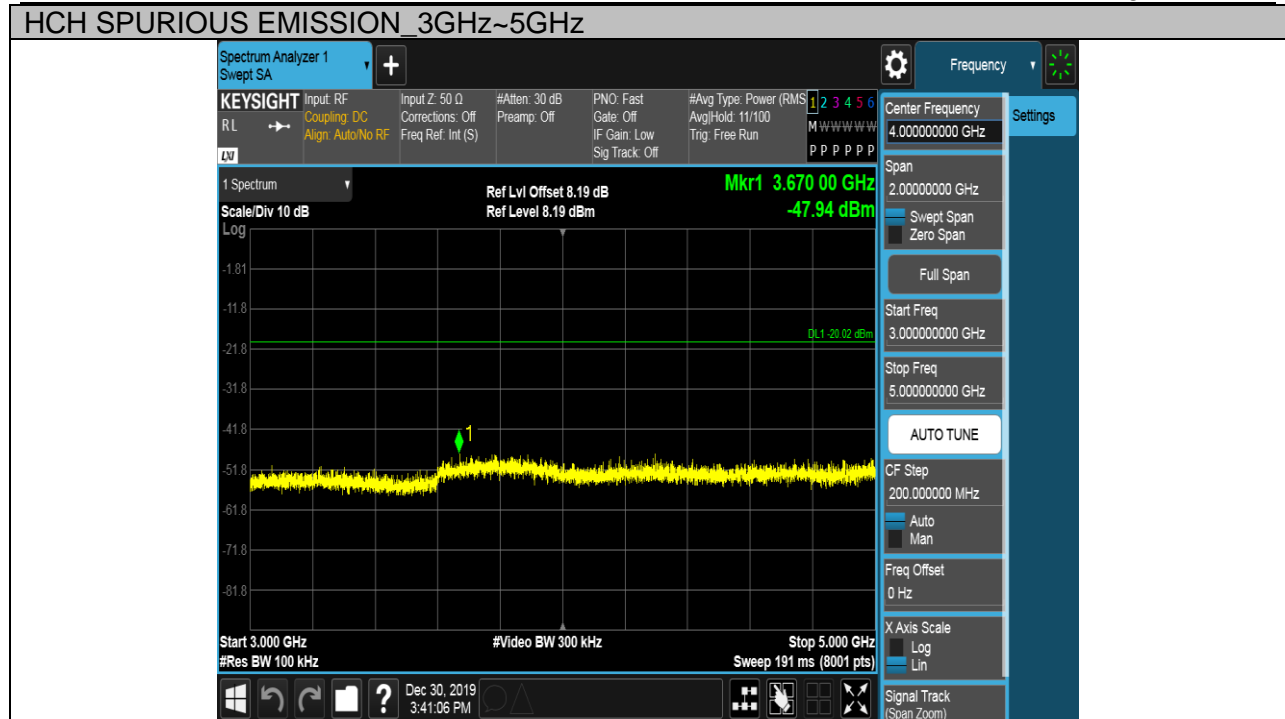 HCH SPURIOUS EMISSION_3GHz~5GHz
Spectrum Analyzer 1
Swept SA
+
Frequency
KEYSIGHT
RL
LXI
Input: RF
Coupling: DC
Align: Auto/No RF
Input Z: 50 Ω
Corrections: Off
Freq Ref: Int (S)
#Atten: 30 dB
Preamp: Off
PNO: Fast
Gate: Off
IF Gain: Low
Sig Track: Off
#Avg Type: Power (RMS
Avg|Hold: 11/100
Trig: Free Run
1 2 3 4 5 6
M W W W W W
P P P P P P
1 Spectrum
Scale/Div 10 dB
Ref Lvl Offset 8.19 dB
Ref Level 8.19 dBm
Mkr1 3.670 00 GHz
-47.94 dBm
Log
-1.81
-11.8
DL1 -20.02 dBm
-21.8
-31.8
-41.8
1
-51.8
-61.8
-71.8
-81.8
Start 3.000 GHz
#Res BW 100 kHz
#Video BW 300 kHz
Stop 5.000 GHz
Sweep 191 ms (8001 pts)
?
Dec 30, 2019
3:41:06 PM
Center Frequency
4.000000000 GHz
Settings
Span
2.00000000 GHz
Swept Span
Zero Span
Full Span
Start Freq
3.000000000 GHz
Stop Freq
5.000000000 GHz
AUTO TUNE
CF Step
200.000000 MHz
Auto
Man
Freq Offset
0 Hz
X Axis Scale
Log
Lin
Signal Track
(Span Zoom)